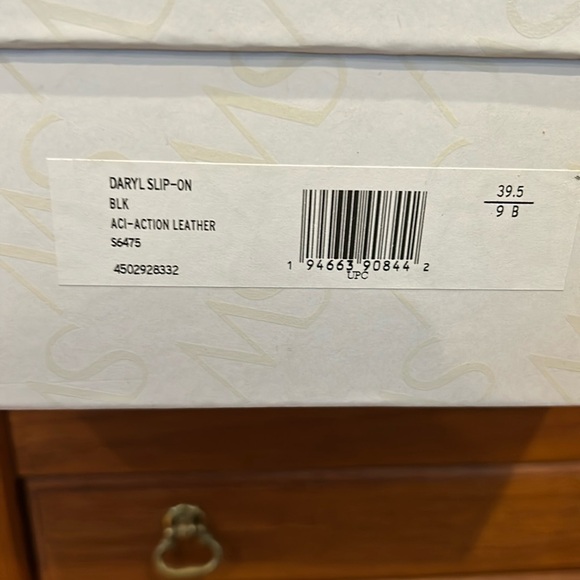 DARYL SLIP-ON
BLK
ACI-ACTION LEATHER
S6475
4502928332
1 94663 90844 2
UPC
39.5
9 B